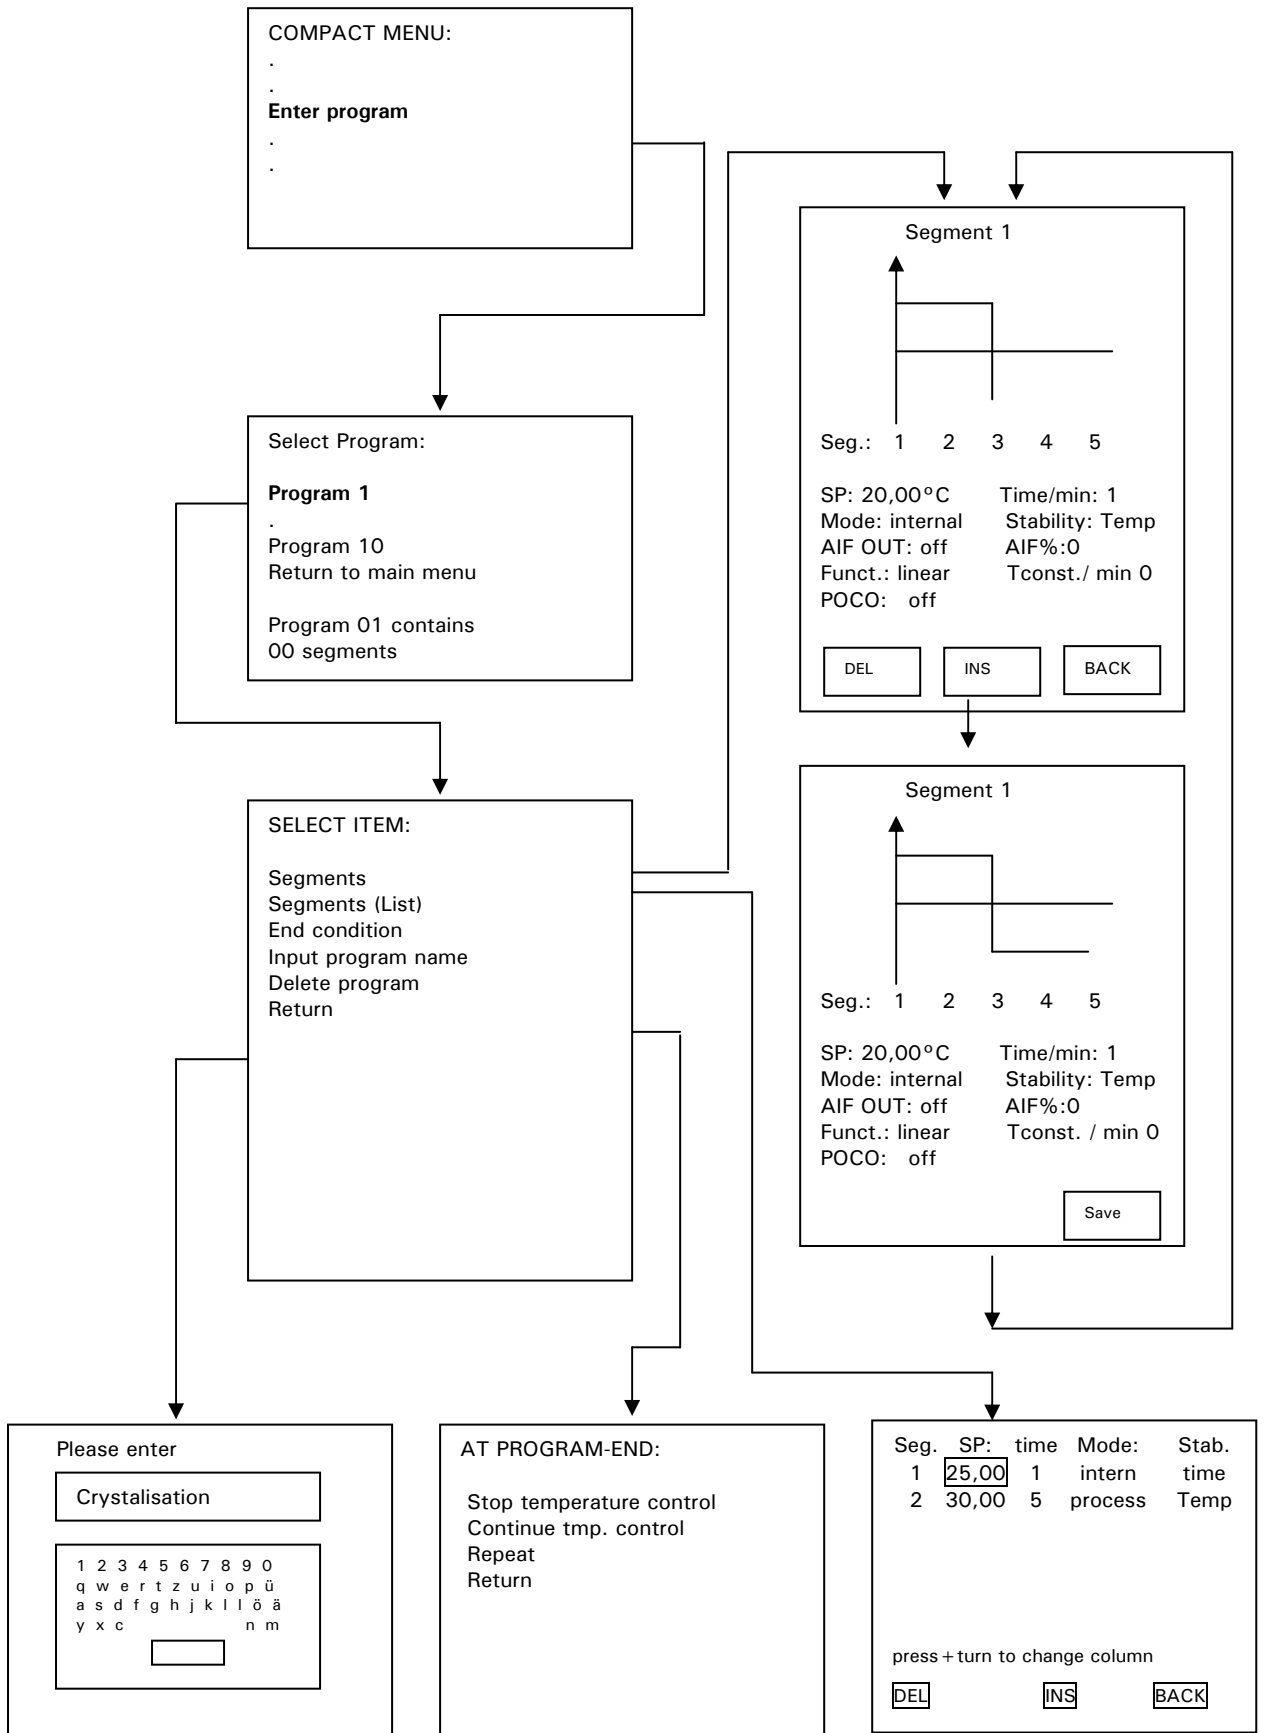 COMPACT MENU:
.
.
Enter program
.
.
Select Program:
Program 1
.
Program 10
Return to main menu
Program 01 contains
00 segments
SELECT ITEM:
Segments
Segments (List)
End condition
Input program name
Delete program
Return
Segment 1
Seg.: 1 2 3 4 5
SP: 20,00°C Time/min: 1
Mode: internal Stability: Temp
AIF OUT: off AIF%:0
Funct.: linear Tconst./ min 0
POCO: off
DEL INS BACK
Segment 1
Seg.: 1 2 3 4 5
SP: 20,00°C Time/min: 1
Mode: internal Stability: Temp
AIF OUT: off AIF%:0
Funct.: linear Tconst. / min 0
POCO: off
Save
Please enter
Crystalisation
1 2 3 4 5 6 7 8 9 0
q w e r t z u i o p ü
a s d f g h j k l l ö ä
y x c n m
AT PROGRAM-END:
Stop temperature control
Continue tmp. control
Repeat
Return
Seg. SP: time Mode: Stab.
1 25,00 1 intern time
2 30,00 5 process Temp
press+turn to change column
DEL INS BACK